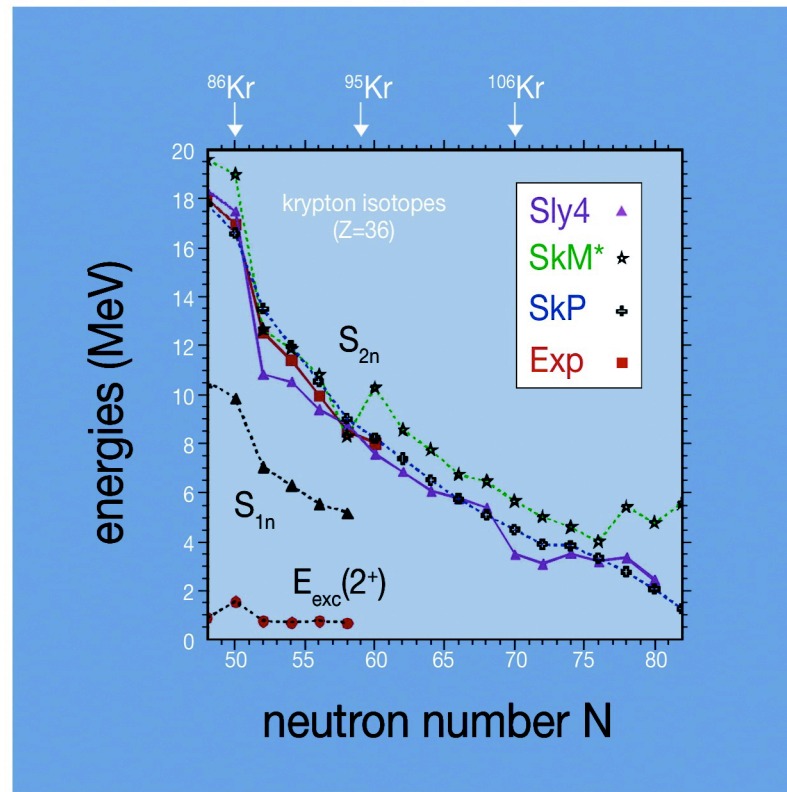 ⁸⁶Kr ⁹⁵Kr ¹⁰⁶Kr
20
18
16
14
12
10
8
6
4
2
0
energies (MeV)
krypton isotopes
(Z=36)
Sly4
SkM*
SkP
Exp
S₂ₙ
S₁ₙ
Eₑₓ꜀(2⁺)
50 55 60 65 70 75 80
neutron number N